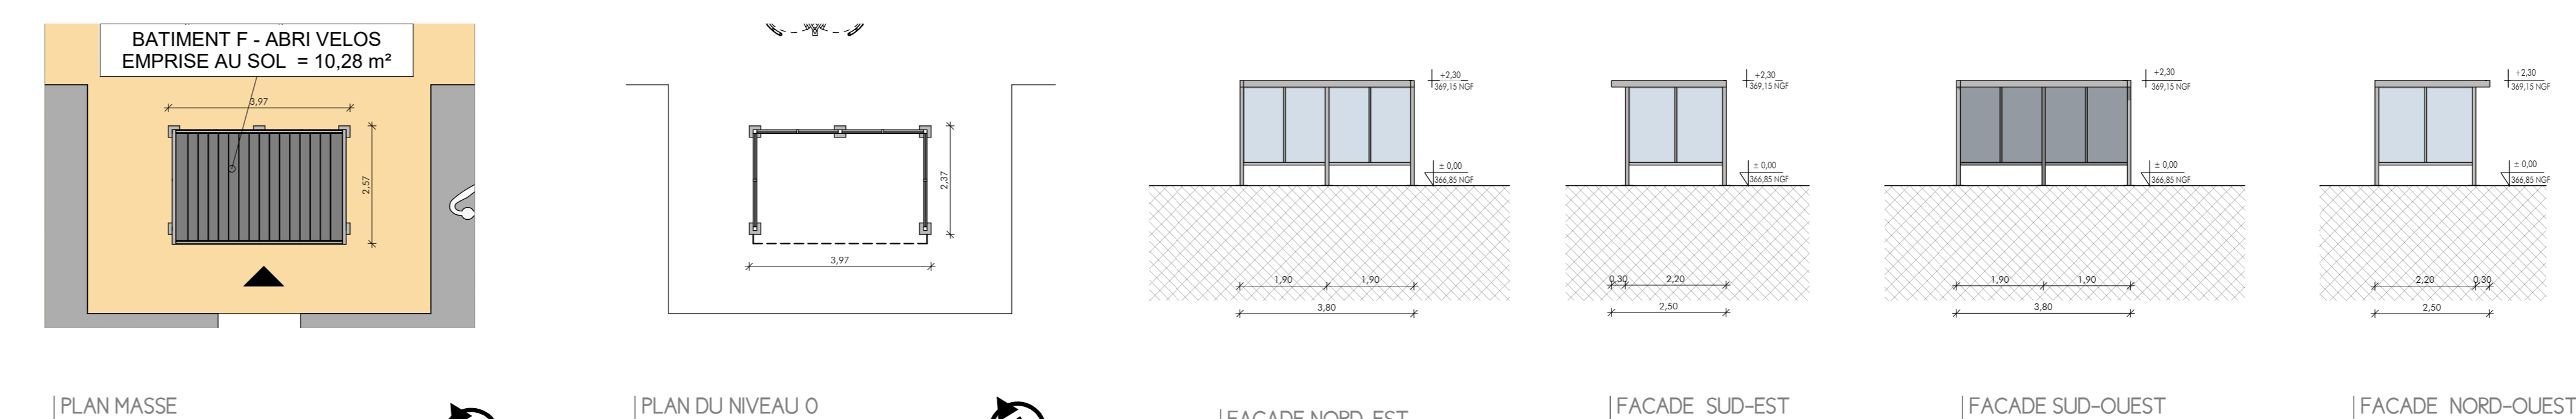 BATIMENT F - ABRI VELOS
EMPRISE AU SOL = 10,28 m²
3,97
2,57
|PLAN MASSE
2,37
3,97
|PLAN DU NIVEAU 0
+2,30
369,15 NGF
± 0,00
366,85 NGF
1,90 1,90
3,80
|FACADE NORD-EST
+2,30
369,15 NGF
± 0,00
366,85 NGF
0,30 2,20
2,50
|FACADE SUD-EST
+2,30
369,15 NGF
± 0,00
366,85 NGF
1,90 1,90
3,80
|FACADE SUD-OUEST
+2,30
369,15 NGF
± 0,00
366,85 NGF
2,20 0,30
2,50
|FACADE NORD-OUEST